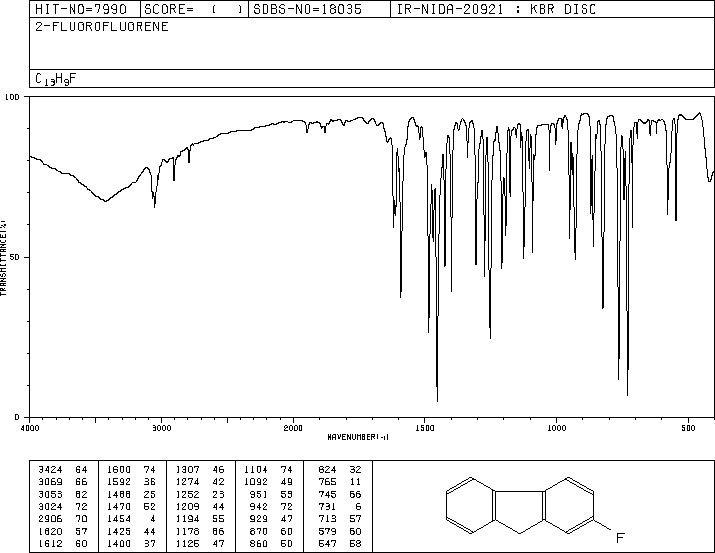 HIT-NO=7990 SCORE= ( ) SDBS-NO=18035 IR-NIDA-20921 : KBR DISC
2-FLUOROFLUORENE
C13H9F
100
50
0
TRANSMITTANCE(%)
4000 3000 2000 1500 1000 500
WAVENUMBER(-1)
3424 64 1600 74 1307 46 1104 74 824 32
3069 66 1592 36 1274 42 1092 49 765 11
3053 62 1488 25 1252 23 951 53 745 66
3024 72 1470 52 1209 44 942 72 731 6
2906 70 1454 4 1194 55 929 47 713 57
1620 57 1425 44 1178 66 870 60 579 60
1612 60 1400 37 1125 47 860 50 547 58
F